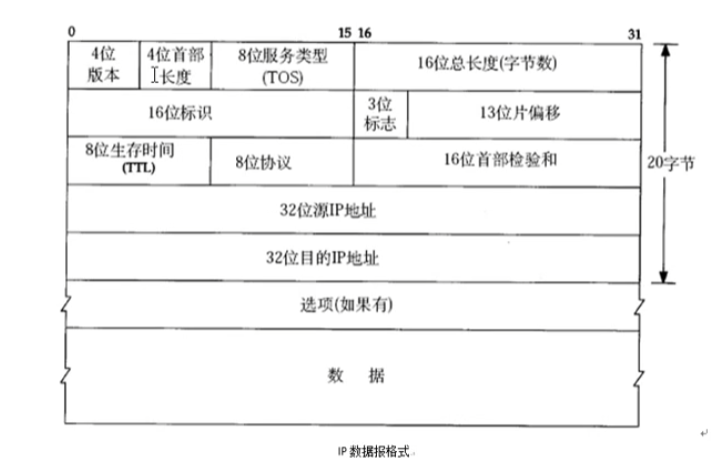 0 15 16 31
4位 4位首部 8位服务类型 16位总长度(字节数)
版本 长度 (TOS)
16位标识 3位 13位片偏移
标志
8位生存时间 8位协议 16位首部检验和 20字节
(TTL)
32位源IP地址
32位目的IP地址
选项(如果有)
数 据
IP 数据报格式